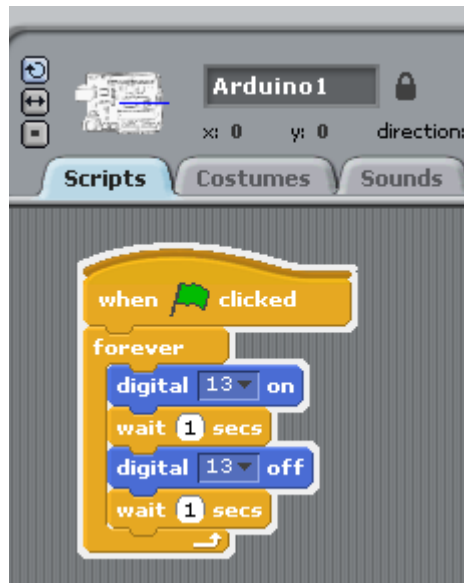 Arduino1
x: 0 y: 0 direction:
Scripts Costumes Sounds
when clicked
forever
digital 13 on
wait 1 secs
digital 13 off
wait 1 secs